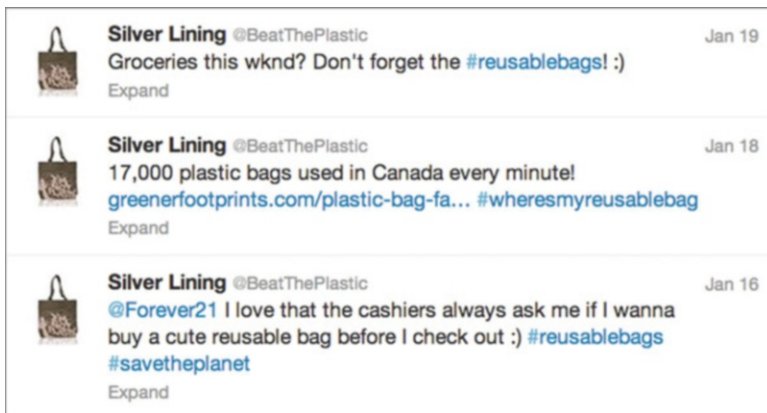 Silver Lining @BeatThePlastic Jan 19
Groceries this wknd? Don't forget the #reusablebags! :)
Expand
Silver Lining @BeatThePlastic Jan 18
17,000 plastic bags used in Canada every minute!
greenerfootprints.com/plastic-bag-fa... #wheresmyreusablebag
Expand
Silver Lining @BeatThePlastic Jan 16
@Forever21 I love that the cashiers always ask me if I wanna
buy a cute reusable bag before I check out :) #reusablebags
#savetheplanet
Expand